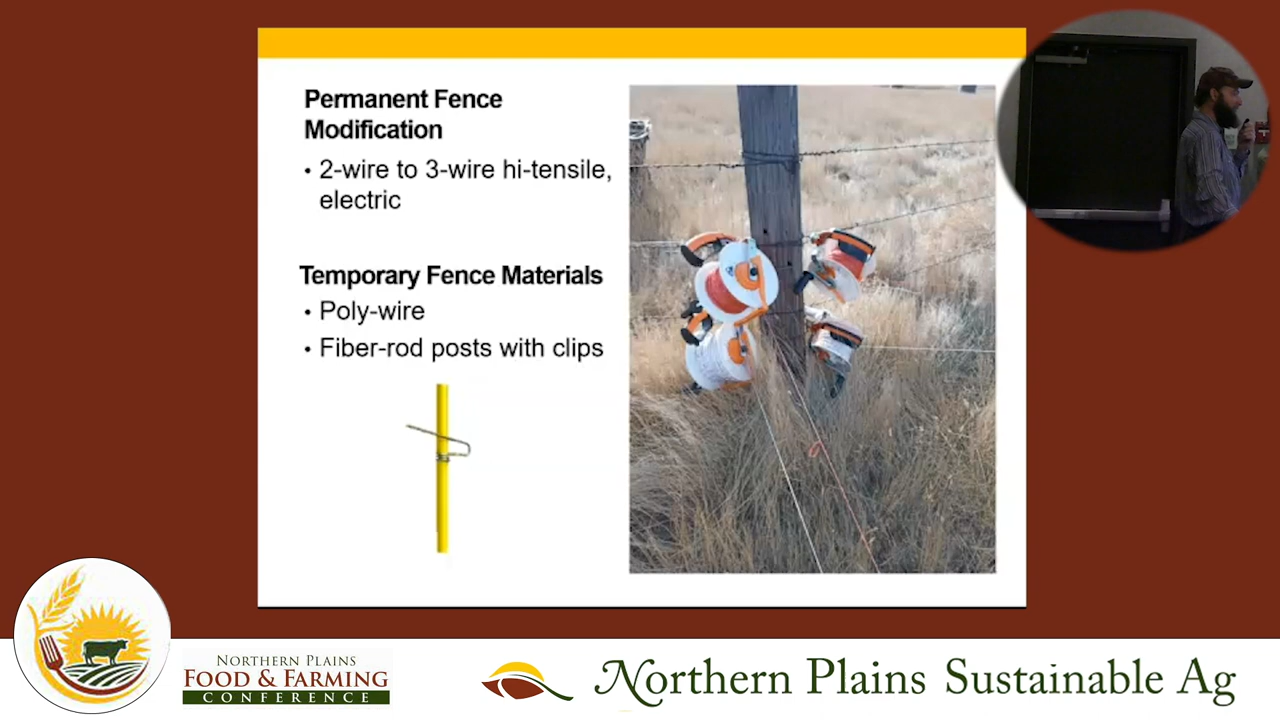 Permanent Fence
Modification
• 2-wire to 3-wire hi-tensile,
electric
Temporary Fence Materials
• Poly-wire
• Fiber-rod posts with clips
NORTHERN PLAINS
FOOD & FARMING
CONFERENCE
Northern Plains Sustainable Ag